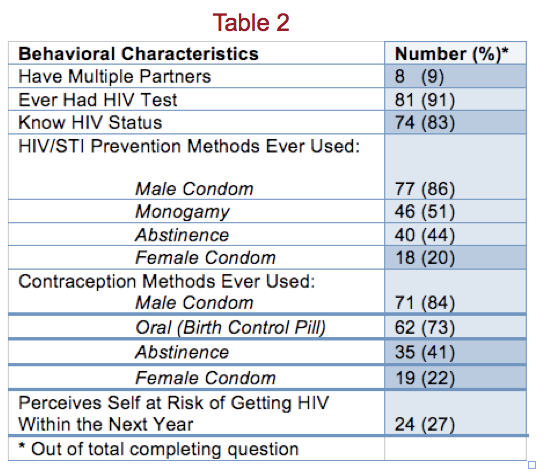 Table 2
Behavioral Characteristics Number (%)*
Have Multiple Partners 8 (9)
Ever Had HIV Test 81 (91)
Know HIV Status 74 (83)
HIV/STI Prevention Methods Ever Used:
Male Condom 77 (86)
Monogamy 46 (51)
Abstinence 40 (44)
Female Condom 18 (20)
Contraception Methods Ever Used:
Male Condom 71 (84)
Oral (Birth Control Pill) 62 (73)
Abstinence 35 (41)
Female Condom 19 (22)
Perceives Self at Risk of Getting HIV
Within the Next Year 24 (27)
* Out of total completing question